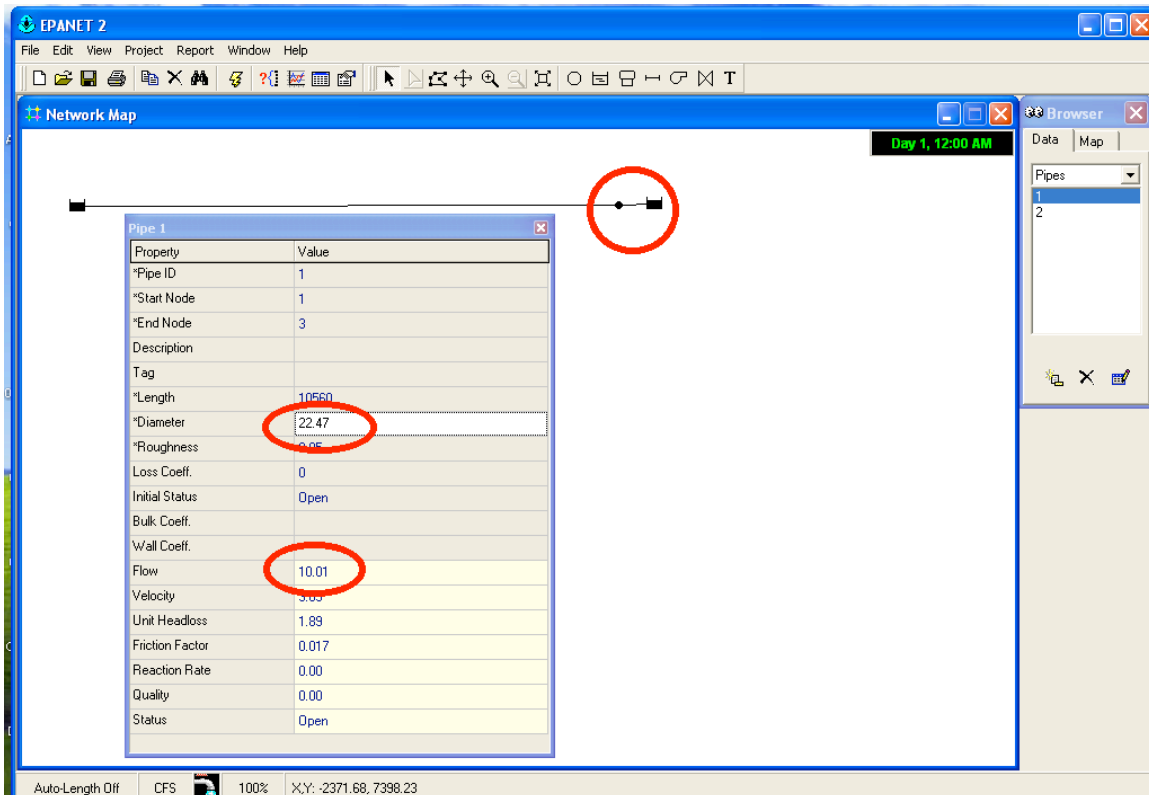 EPANET 2
File Edit View Project Report Window Help
T
Network Map
Browser
Day 1, 12:00 AM
Data Map
Pipes
1
2
Pipe 1
Property Value
*Pipe ID 1
*Start Node 1
*End Node 3
Description
Tag
*Length 10560
*Diameter 22.47
*Roughness
Loss Coeff. 0
Initial Status Open
Bulk Coeff.
Wall Coeff.
Flow 10.01
Velocity
Unit Headloss 1.89
Friction Factor 0.017
Reaction Rate 0.00
Quality 0.00
Status Open
Auto-Length Off CFS 100% X,Y: -2371.68, 7398.23